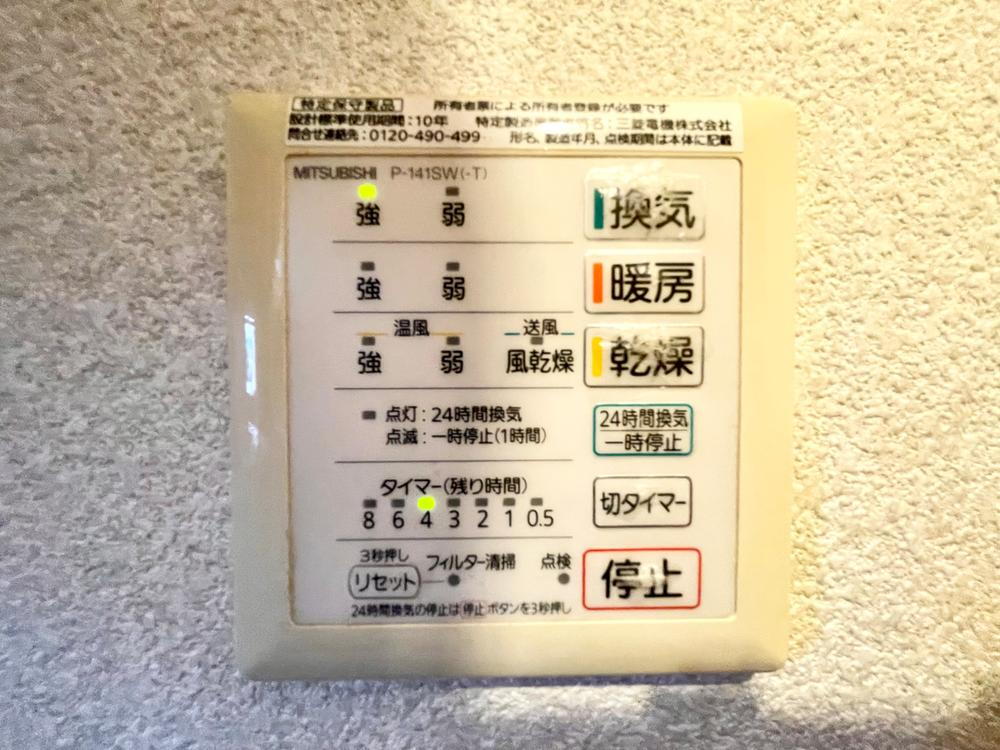 特定保守製品 所有者票による所有者登録が必要です
設計標準使用期間：10年 特定製造 三菱電機株式会社
問合せ連絡先：0120-490-499 形名、製造年月、点検期間は本体に記載
MITSUBISHI P-141SW(-T)
強 弱 換気
強 弱 暖房
温風 送風
強 弱 風乾燥 乾燥
点灯：24時間換気
点滅：一時停止(1時間)
24時間換気
一時停止
タイマー(残り時間)
8 6 4 3 2 1 0.5
切タイマー
3秒押し
リセット フィルター清掃 点検
停止
24時間換気の停止は 停止 ボタンを3秒押し